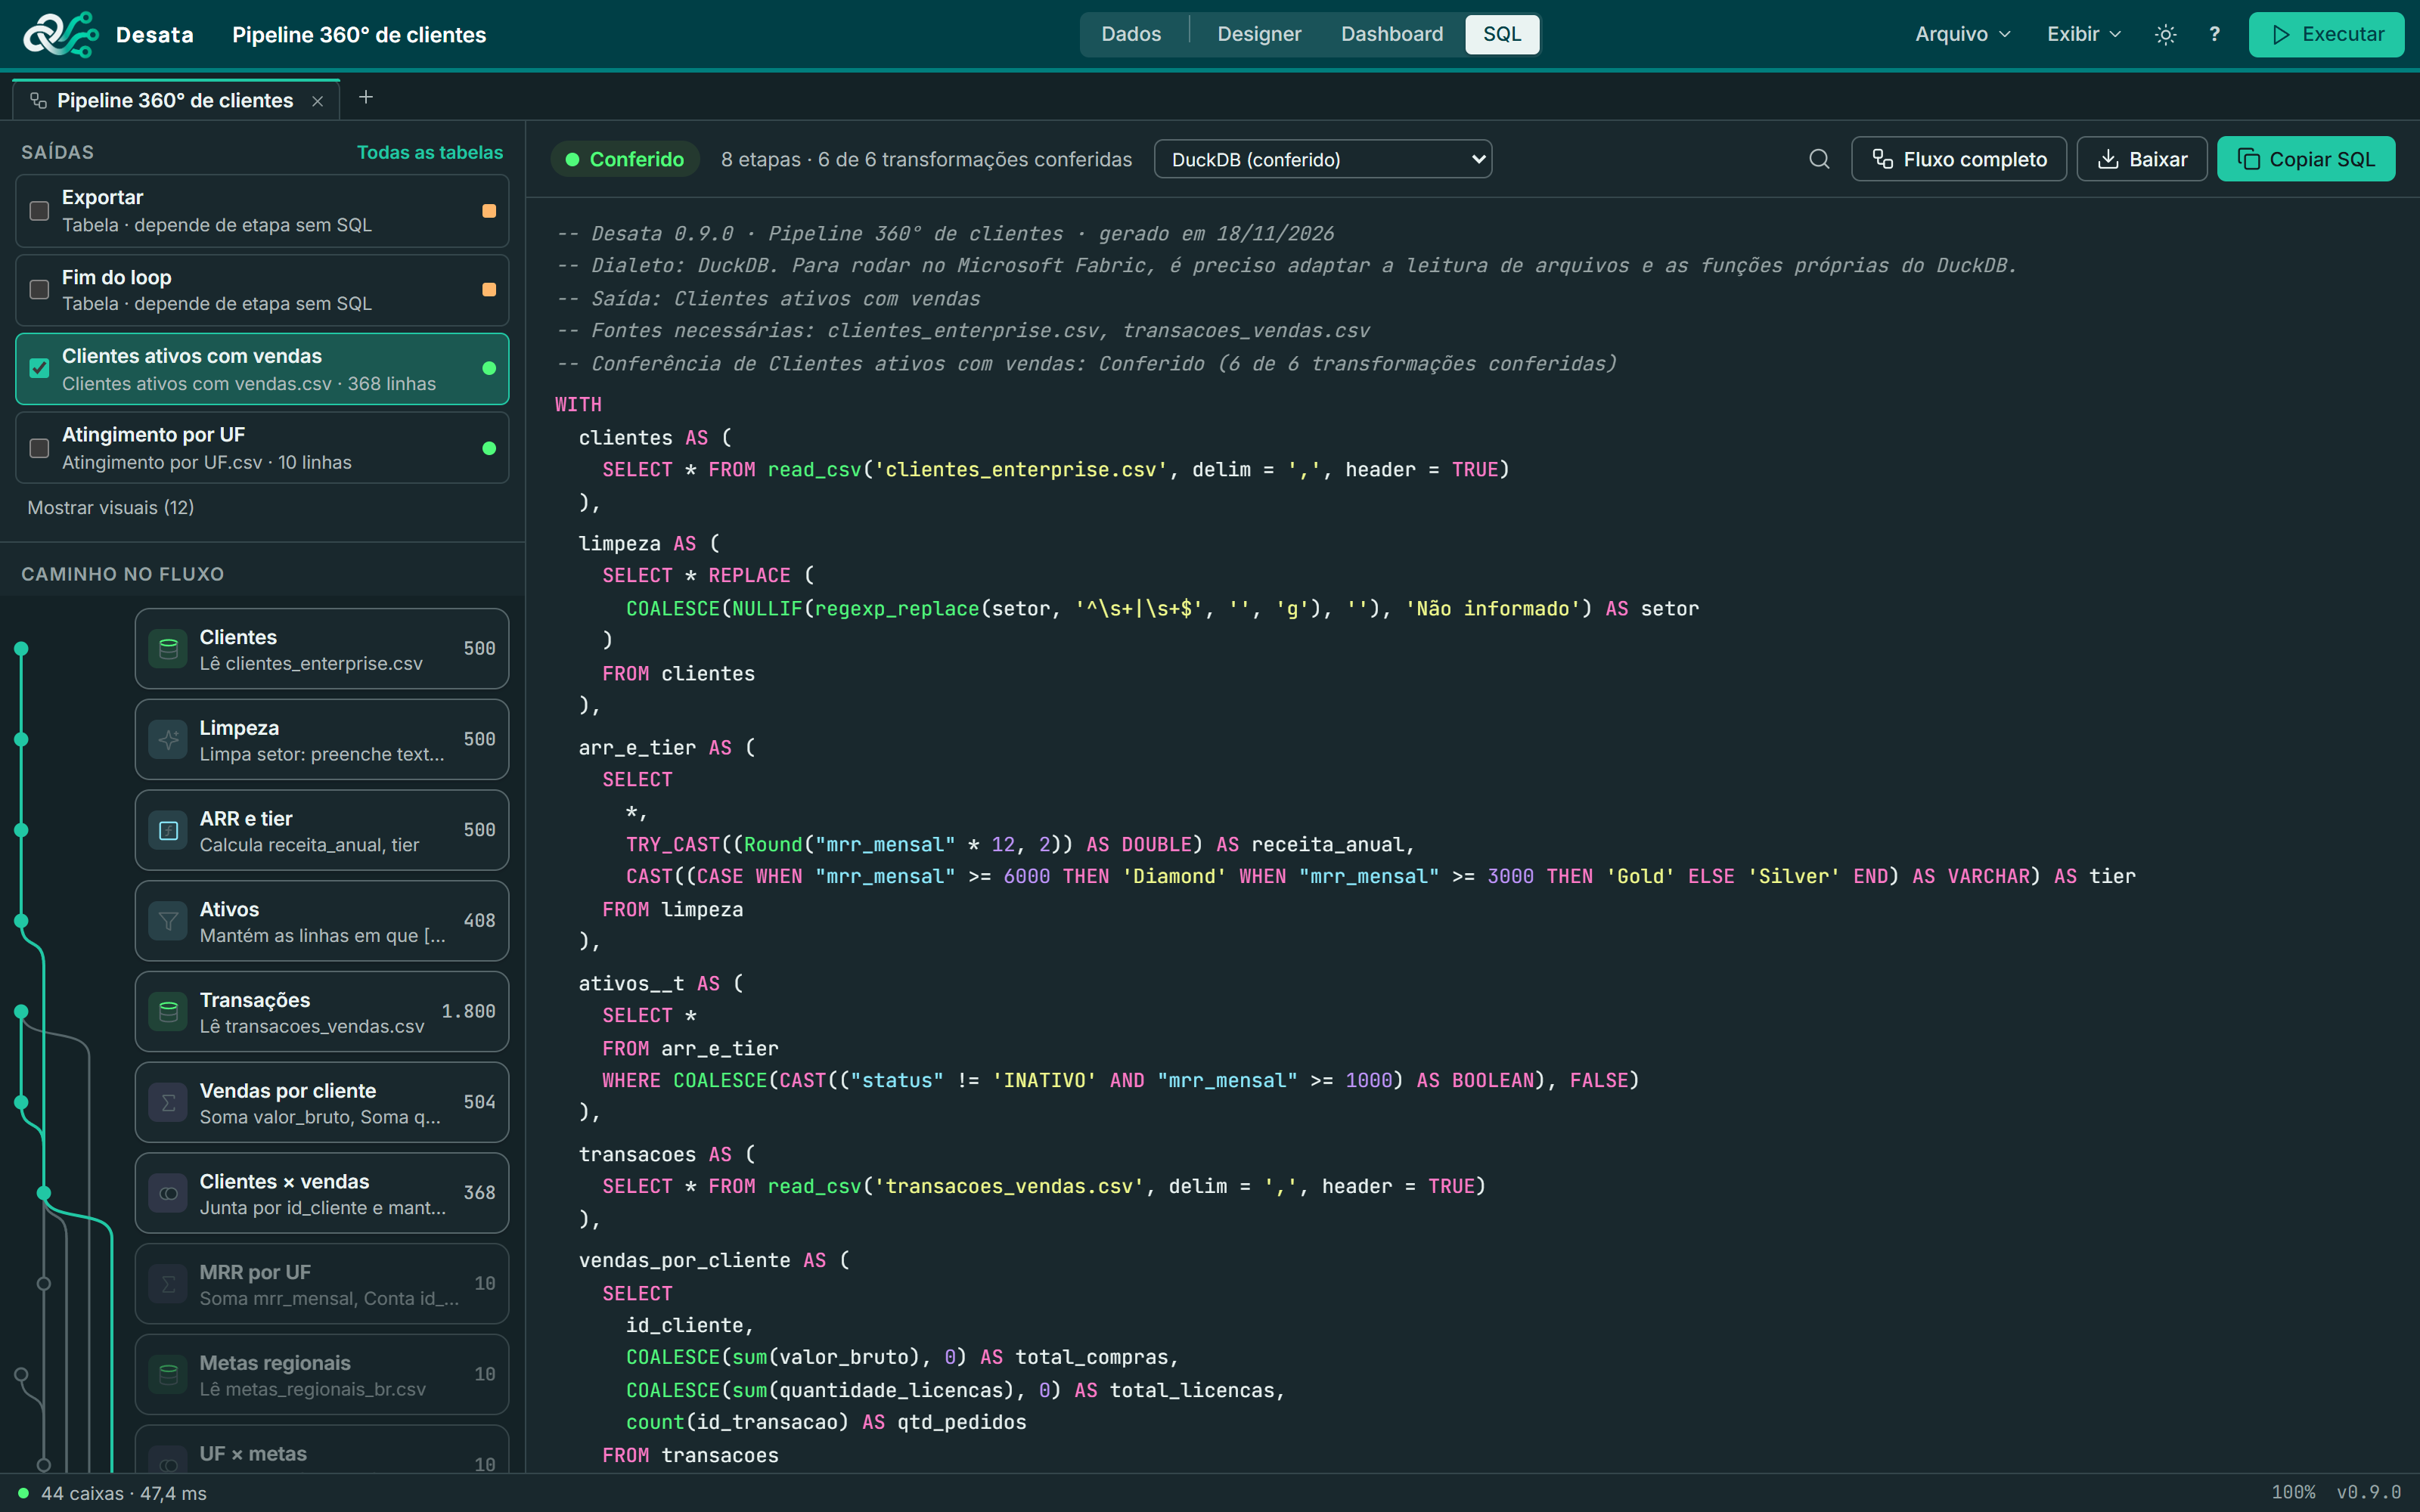 Desata
Pipeline 360° de clientes
Dados
Designer
Dashboard
SQL
Arquivo
Exibir
?
Executar
Pipeline 360° de clientes
SAÍDAS
Todas as tabelas
Exportar
Tabela · depende de etapa sem SQL
Fim do loop
Tabela · depende de etapa sem SQL
Clientes ativos com vendas
Clientes ativos com vendas.csv · 368 linhas
Atingimento por UF
Atingimento por UF.csv · 10 linhas
Mostrar visuais (12)
CAMINHO NO FLUXO
Clientes
Lê clientes_enterprise.csv
500
Limpeza
Limpa setor: preenche text...
500
ARR e tier
Calcula receita_anual, tier
500
Ativos
Mantém as linhas em que [...
408
Transações
Lê transacoes_vendas.csv
1.800
Vendas por cliente
Soma valor_bruto, Soma q...
504
Clientes × vendas
Junta por id_cliente e mant...
368
MRR por UF
Soma mrr_mensal, Conta id_...
10
Metas regionais
Lê metas_regionais_br.csv
10
UF × metas
10
Conferido
8 etapas · 6 de 6 transformações conferidas
DuckDB (conferido)
Fluxo completo
Baixar
Copiar SQL
-- Desata 0.9.0 · Pipeline 360° de clientes · gerado em 18/11/2026
-- Dialeto: DuckDB. Para rodar no Microsoft Fabric, é preciso adaptar a leitura de arquivos e as funções próprias do DuckDB.
-- Saída: Clientes ativos com vendas
-- Fontes necessárias: clientes_enterprise.csv, transacoes_vendas.csv
-- Conferência de Clientes ativos com vendas: Conferido (6 de 6 transformações conferidas)
WITH
clientes AS (
SELECT * FROM read_csv('clientes_enterprise.csv', delim = ',', header = TRUE)
),
limpeza AS (
SELECT * REPLACE (
COALESCE(NULLIF(regexp_replace(setor, '^\s+|\s+$', '', 'g'), ''), 'Não informado') AS setor
)
FROM clientes
),
arr_e_tier AS (
SELECT
*,
TRY_CAST((Round("mrr_mensal" * 12, 2)) AS DOUBLE) AS receita_anual,
CAST((CASE WHEN "mrr_mensal" >= 6000 THEN 'Diamond' WHEN "mrr_mensal" >= 3000 THEN 'Gold' ELSE 'Silver' END) AS VARCHAR) AS tier
FROM limpeza
),
ativos__t AS (
SELECT *
FROM arr_e_tier
WHERE COALESCE(CAST(("status" != 'INATIVO' AND "mrr_mensal" >= 1000) AS BOOLEAN), FALSE)
),
transacoes AS (
SELECT * FROM read_csv('transacoes_vendas.csv', delim = ',', header = TRUE)
),
vendas_por_cliente AS (
SELECT
id_cliente,
COALESCE(sum(valor_bruto), 0) AS total_compras,
COALESCE(sum(quantidade_licencas), 0) AS total_licencas,
count(id_transacao) AS qtd_pedidos
FROM transacoes
44 caixas · 47,4 ms
100%
v0.9.0